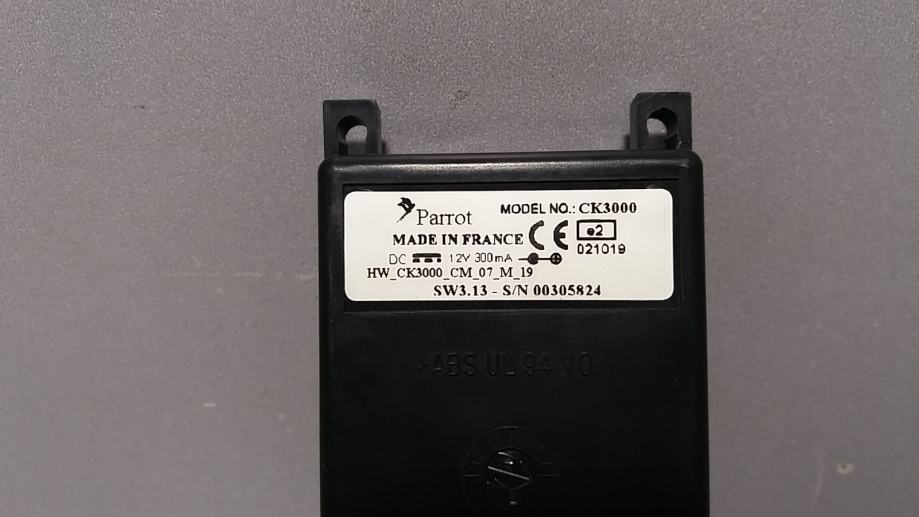 Parrot MODEL NO.: CK3000
MADE IN FRANCE CE e2
021019
DC 12V 300mA
HW_CK3000_CM_07_M_19
SW3.13 - S/N 00305824
>ABS UL 94 V0<